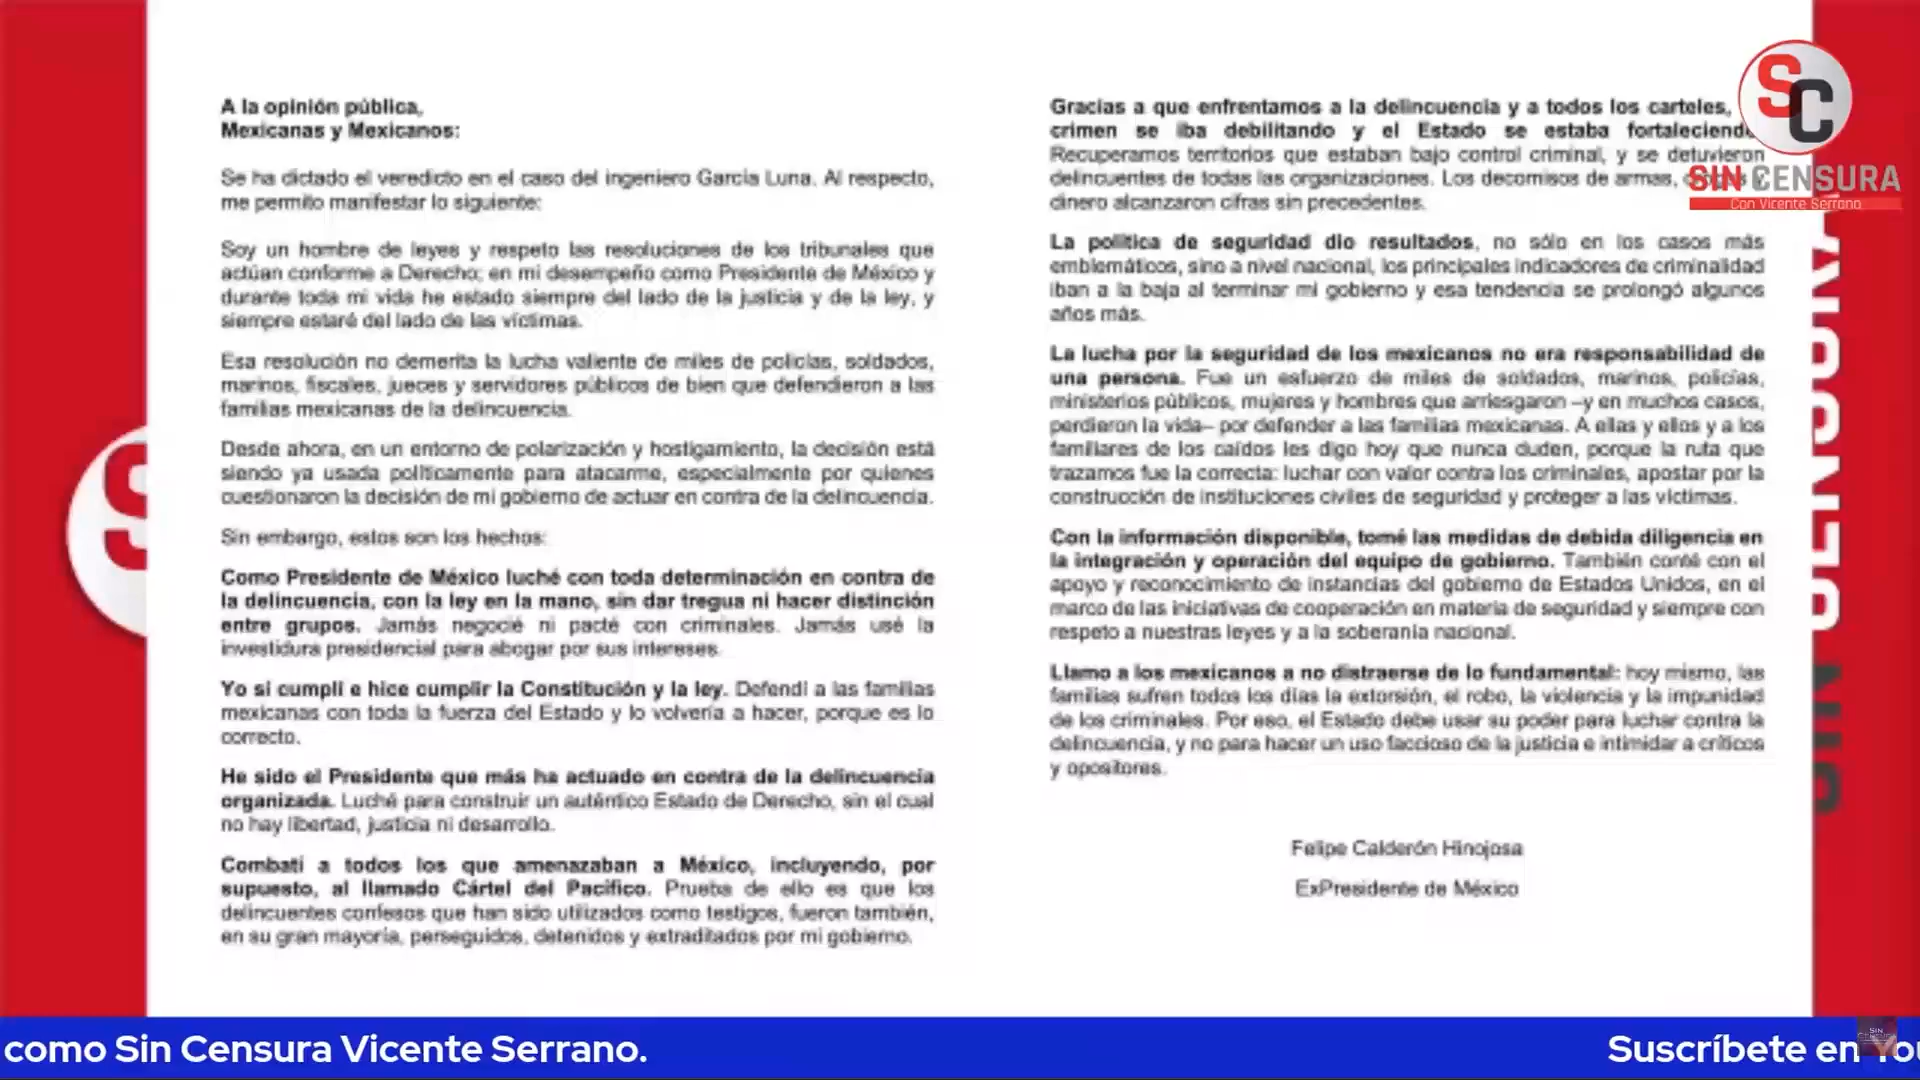 A la opinión pública,
Mexicanas y Mexicanos:
Se ha dictado el veredicto en el caso del ingeniero García Luna. Al respecto,
me permito manifestar lo siguiente:
Soy un hombre de leyes y respeto las resoluciones de los tribunales que
actúan conforme a Derecho; en mi desempeño como Presidente de México y
durante toda mi vida he estado siempre del lado de la justicia y de la ley, y
siempre estaré del lado de las víctimas.
Esa resolución no demerita la lucha valiente de miles de policías, soldados,
marinos, fiscales, jueces y servidores públicos de bien que defendieron a las
familias mexicanas de la delincuencia.
Desde ahora, en un entorno de polarización y hostigamiento, la decisión está
siendo ya usada políticamente para atacarme, especialmente por quienes
cuestionaron la decisión de mi gobierno de actuar en contra de la delincuencia.
Sin embargo, estos son los hechos:
Como Presidente de México luché con toda determinación en contra de
la delincuencia, con la ley en la mano, sin dar tregua ni hacer distinción
entre grupos. Jamás negocié ni pacté con criminales. Jamás usé la
investidura presidencial para abogar por sus intereses.
Yo sí cumplí e hice cumplir la Constitución y la ley. Defendí a las familias
mexicanas con toda la fuerza del Estado y lo volvería a hacer, porque es lo
correcto.
He sido el Presidente que más ha actuado en contra de la delincuencia
organizada. Luché para construir un auténtico Estado de Derecho, sin el cual
no hay libertad, justicia ni desarrollo.
Combatí a todos los que amenazaban a México, incluyendo, por
supuesto, al llamado Cártel del Pacífico. Prueba de ello es que los
delincuentes confesos que han sido utilizados como testigos, fueron también,
en su gran mayoría, perseguidos, detenidos y extraditados por mi gobierno.
Gracias a que enfrentamos a la delincuencia y a todos los carteles,
crimen se iba debilitando y el Estado se estaba fortaleciendo
Recuperamos territorios que estaban bajo control criminal, y se detuvieron
delincuentes de todas las organizaciones. Los decomisos de armas,
dinero alcanzaron cifras sin precedentes.
La política de seguridad dio resultados, no sólo en los casos más
emblemáticos, sino a nivel nacional, los principales indicadores de criminalidad
iban a la baja al terminar mi gobierno y esa tendencia se prolongó algunos
años más.
La lucha por la seguridad de los mexicanos no era responsabilidad de
una persona. Fue un esfuerzo de miles de soldados, marinos, policías,
ministerios públicos, mujeres y hombres que arriesgaron –y en muchos casos,
perdieron la vida– por defender a las familias mexicanas. A ellas y ellos y a los
familiares de los caídos les digo hoy que nunca duden, porque la ruta que
trazamos fue la correcta: luchar con valor contra los criminales, apostar por la
construcción de instituciones civiles de seguridad y proteger a las víctimas.
Con la información disponible, tomé las medidas de debida diligencia en
la integración y operación del equipo de gobierno. También conté con el
apoyo y reconocimiento de instancias del gobierno de Estados Unidos, en el
marco de las iniciativas de cooperación en materia de seguridad y siempre con
respeto a nuestras leyes y a la soberanía nacional.
Llamo a los mexicanos a no distraerse de lo fundamental: hoy mismo, las
familias sufren todos los días la extorsión, el robo, la violencia y la impunidad
de los criminales. Por eso, el Estado debe usar su poder para luchar contra la
delincuencia, y no para hacer un uso faccioso de la justicia e intimidar a críticos
y opositores.
Felipe Calderón Hinojosa
ExPresidente de México
SC
SIN CENSURA
Con Vicente Serrano
como Sin Censura Vicente Serrano.
Suscríbete en